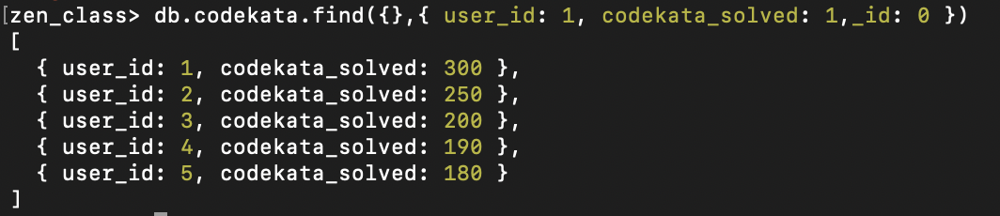 [zen_class> db.codekata.find({},{ user_id: 1, codekata_solved: 1,_id: 0 })
[
  { user_id: 1, codekata_solved: 300 },
  { user_id: 2, codekata_solved: 250 },
  { user_id: 3, codekata_solved: 200 },
  { user_id: 4, codekata_solved: 190 },
  { user_id: 5, codekata_solved: 180 }
]